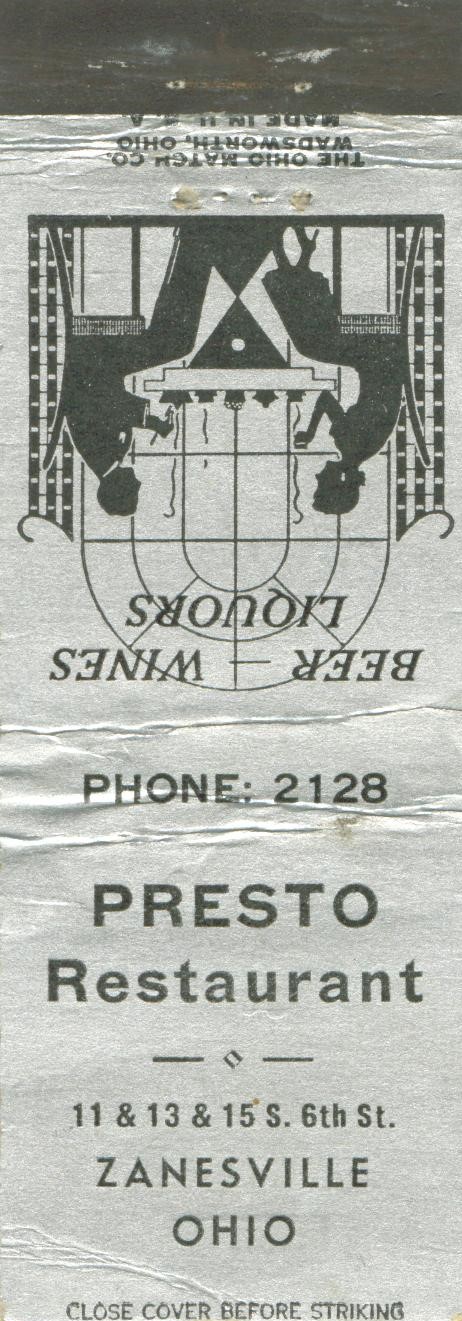 MADE IN U. S. A.
THE OHIO MATCH CO.
WADSWORTH, OHIO
BEER — WINES
LIQUORS
PHONE: 2128
PRESTO
Restaurant
11 & 13 & 15 S. 6th St.
ZANESVILLE
OHIO
CLOSE COVER BEFORE STRIKING